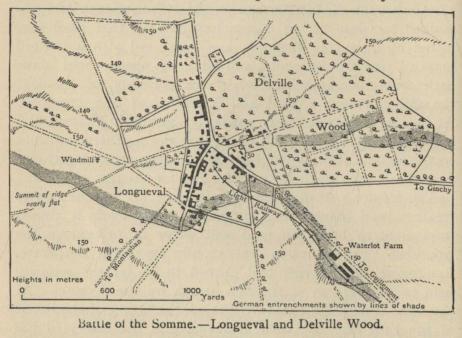 150
140
150
Delville
Hollow
140
150
Wood
Windmill
150
Longueval
To Ginchy
Summit of ridge
nearly flat
Light Railway
150
To Montauban
Waterlot Farm
150
150
To Guillemont
Heights in metres
0 500 1000 Yards
German entrenchments shown by lines of shade
Battle of the Somme.—Longueval and Delville Wood.